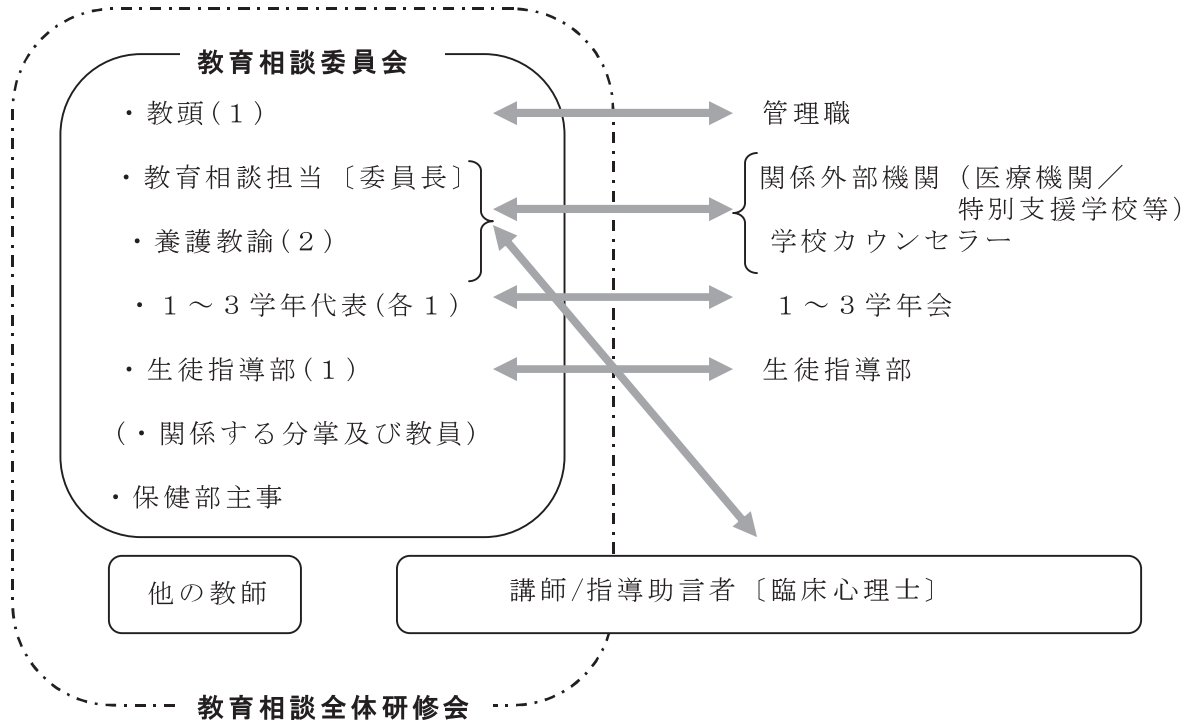 教育相談委員会
・教頭(１)
管理職
・教育相談担当〔委員長〕
関係外部機関（医療機関／
特別支援学校等）
・養護教諭(２)
学校カウンセラー
・１～３学年代表(各１)
１～３学年会
・生徒指導部(１)
生徒指導部
(・関係する分掌及び教員)
・保健部主事
他の教師
講師/指導助言者〔臨床心理士〕
教育相談全体研修会